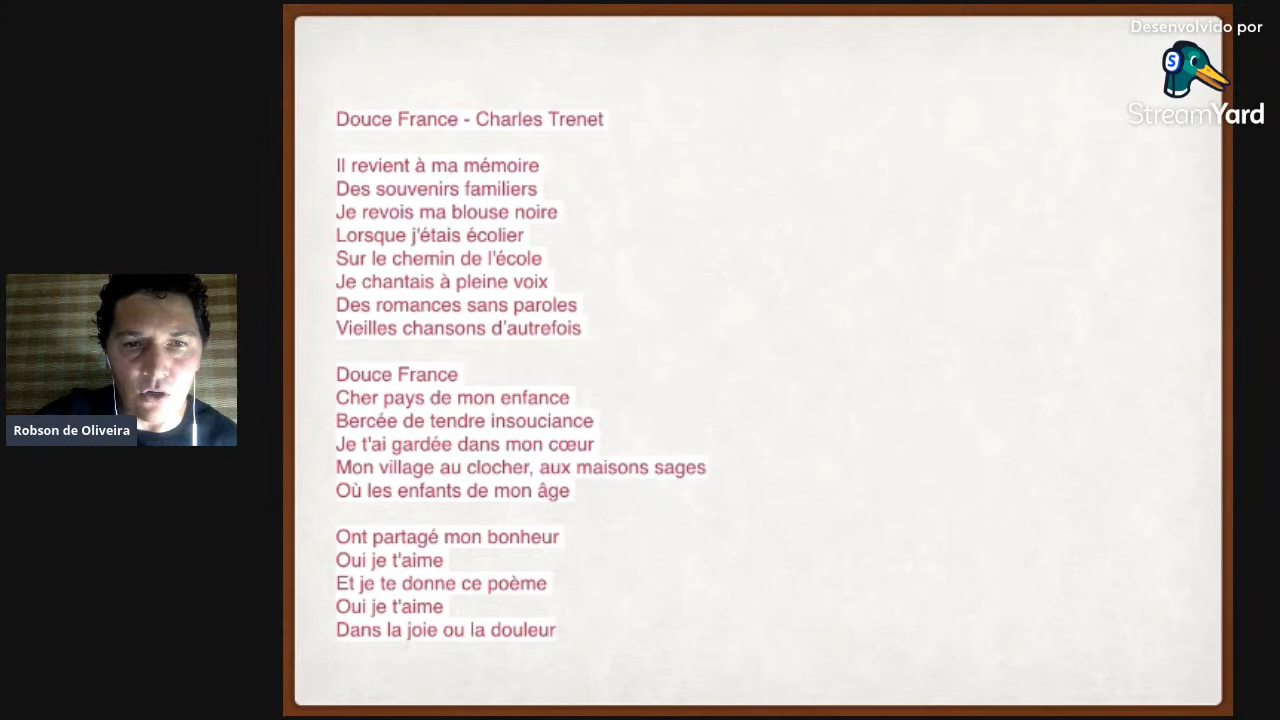 Desenvolvido por
StreamYard
Douce France - Charles Trenet
Il revient à ma mémoire
Des souvenirs familiers
Je revois ma blouse noire
Lorsque j'étais écolier
Sur le chemin de l'école
Je chantais à pleine voix
Des romances sans paroles
Vieilles chansons d'autrefois
Douce France
Cher pays de mon enfance
Bercée de tendre insouciance
Je t'ai gardée dans mon cœur
Mon village au clocher, aux maisons sages
Où les enfants de mon âge
Ont partagé mon bonheur
Oui je t'aime
Et je te donne ce poème
Oui je t'aime
Dans la joie ou la douleur
Robson de Oliveira